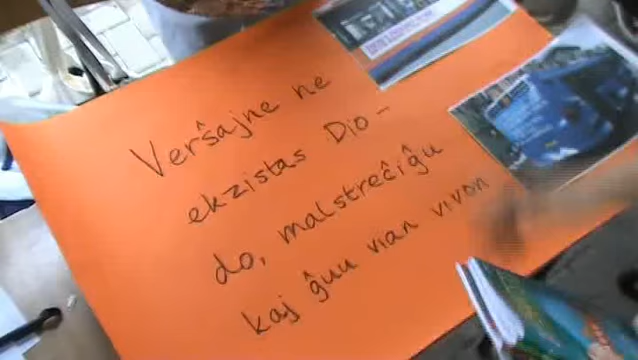 Verŝajne ne
ekzistas Dio –
do, malstreĉiĝu
kaj ĝuu vian vivon